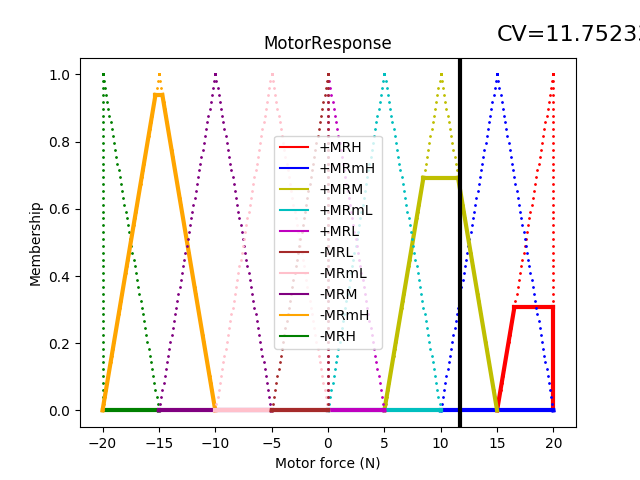 CV=11.7523
MotorResponse
Membership
1.0
0.8
0.6
0.4
0.2
0.0
+MRH
+MRmH
+MRM
+MRmL
+MRL
-MRL
-MRmL
-MRM
-MRmH
-MRH
−20 −15 −10 −5 0 5 10 15 20
Motor force (N)